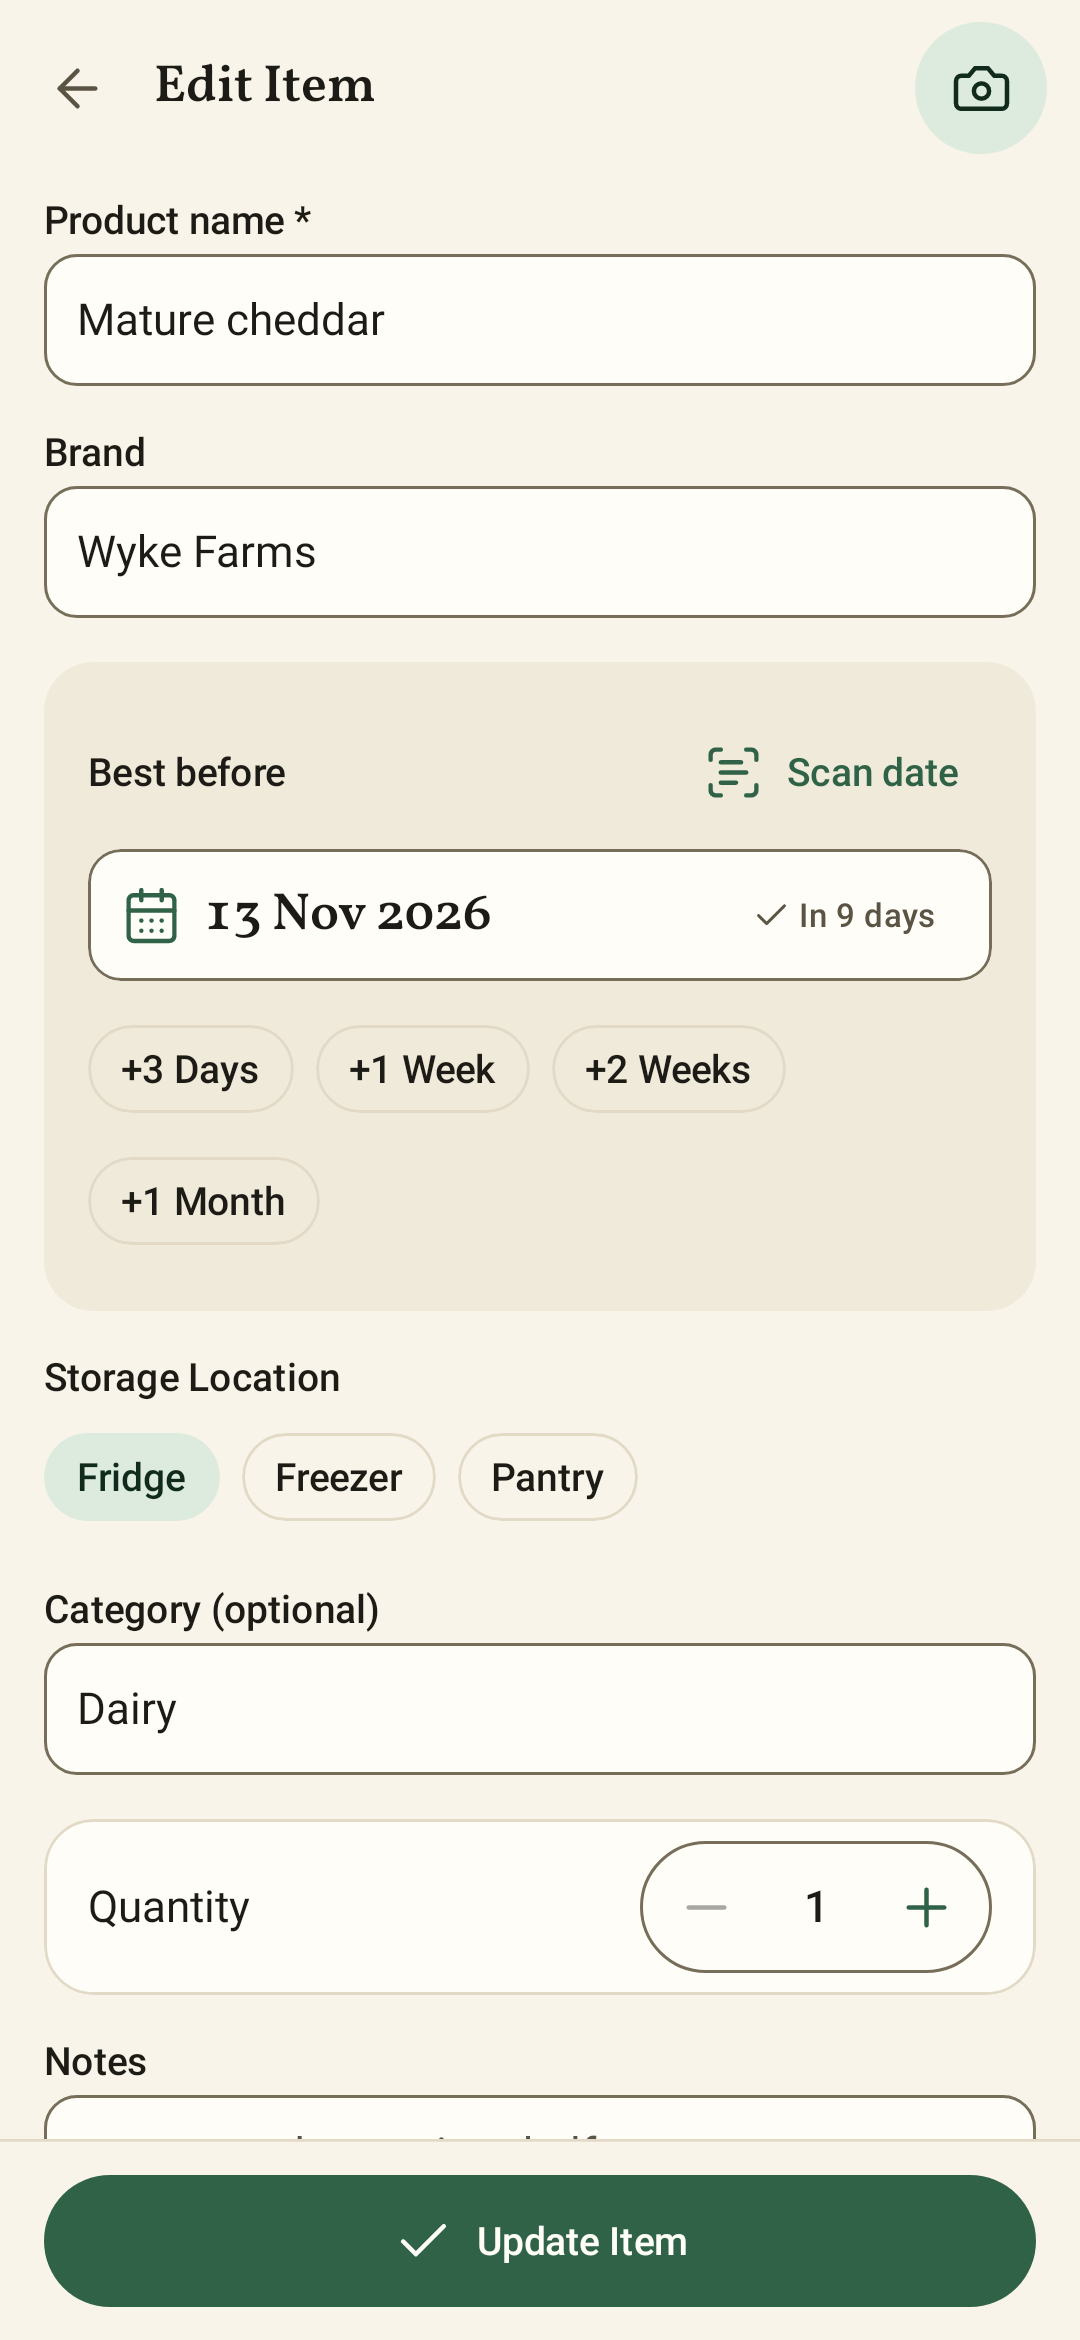 Edit Item
Product name *
Mature cheddar
Brand
Wyke Farms
Best before
Scan date
13 Nov 2026
In 9 days
+3 Days
+1 Week
+2 Weeks
+1 Month
Storage Location
Fridge
Freezer
Pantry
Category (optional)
Dairy
Quantity
1
Notes
Update Item